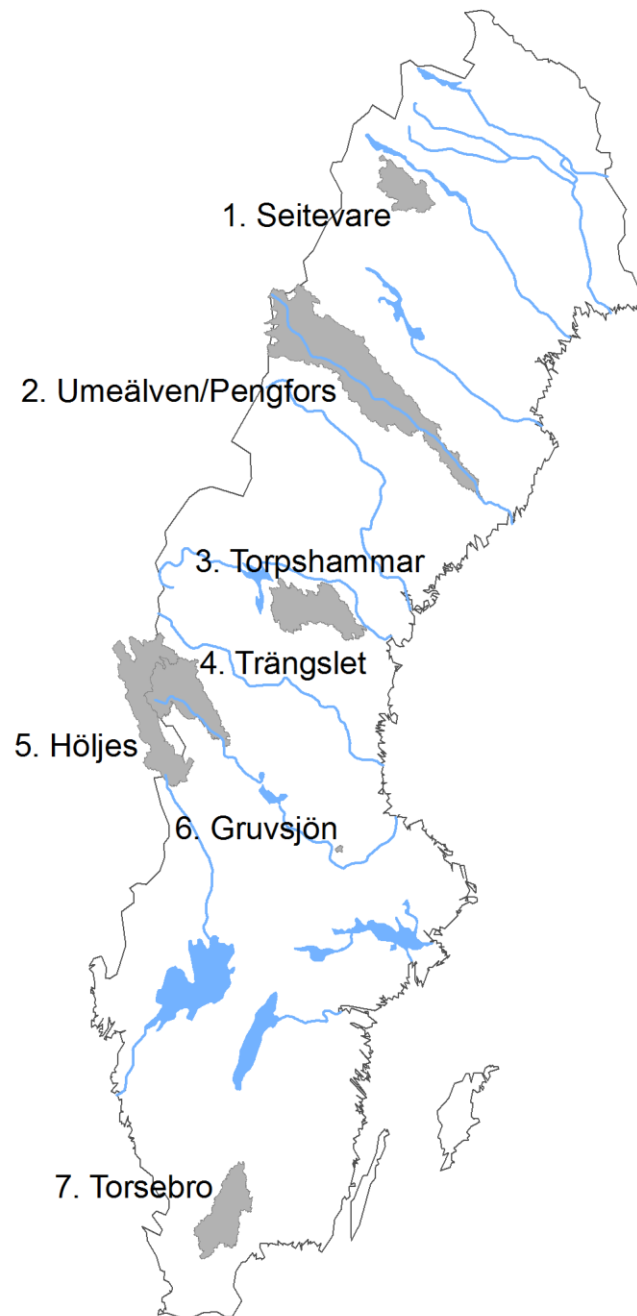 1. Seitevare
2. Umeälven/Pengfors
3. Torpshammar
4. Trängslet
5. Höljes
6. Gruvsjön
7. Torsebro